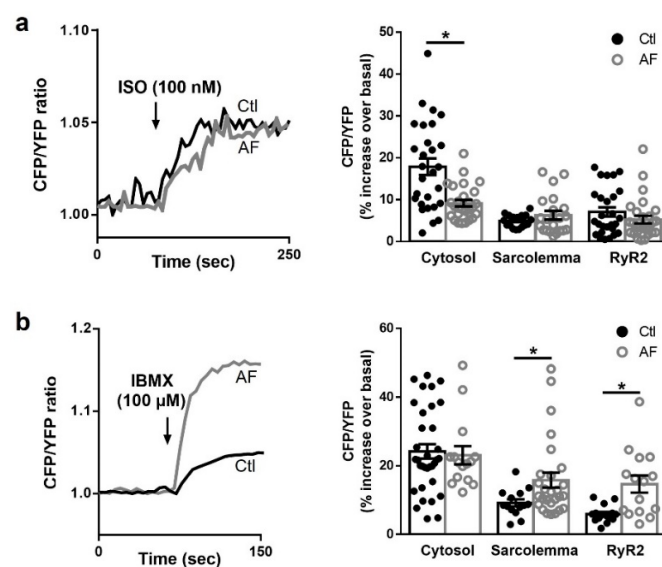 a
CFP/YFP ratio
1.10
1.05
1.00
ISO (100 nM)
Ctl
AF
0
250
Time (sec)
CFP/YFP
(% increase over basal)
50
40
30
20
10
0
*
Ctl
AF
Cytosol Sarcolemma RyR2
b
CFP/YFP ratio
1.2
1.1
1.0
IBMX
(100 µM)
AF
Ctl
0
150
Time (sec)
CFP/YFP
(% increase over basal)
60
40
20
0
*
*
Ctl
AF
Cytosol Sarcolemma RyR2